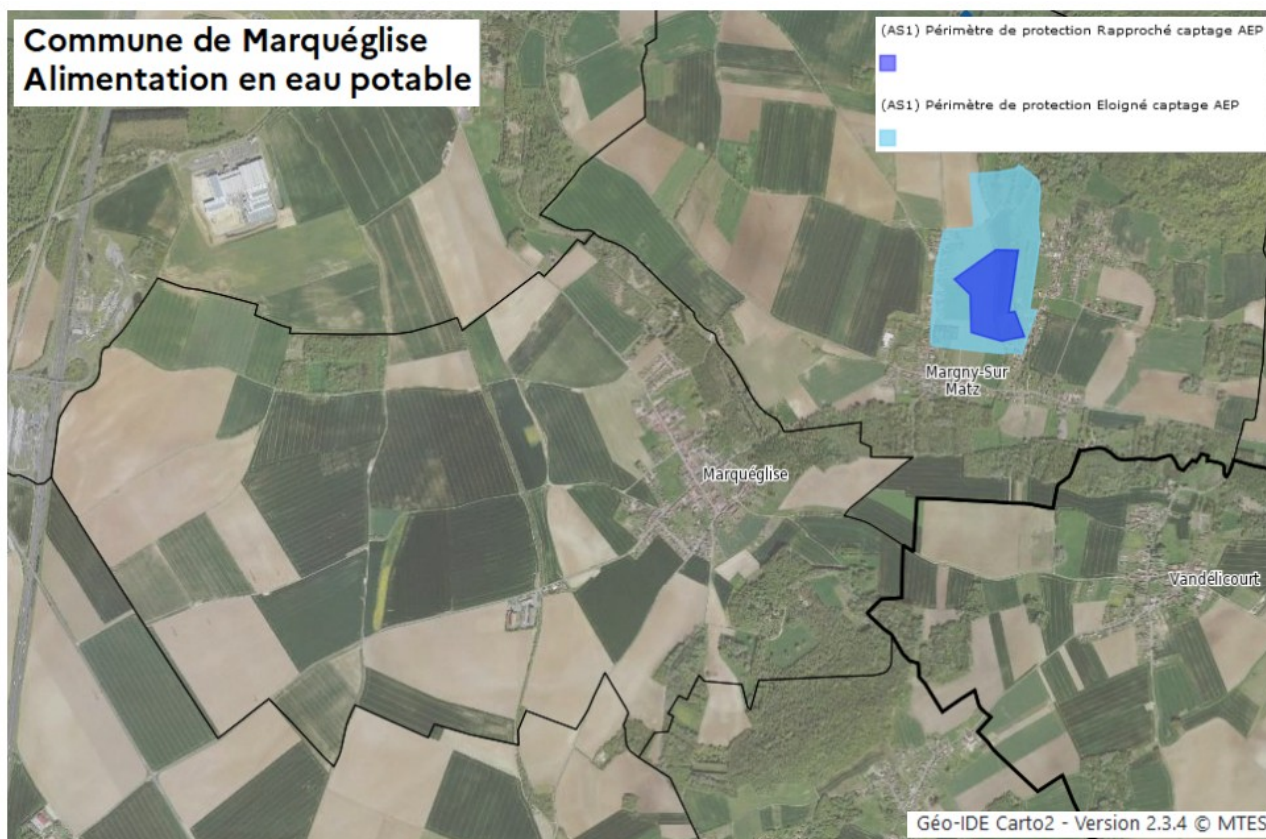 Commune de Marquéglise
Alimentation en eau potable
(AS1) Périmètre de protection Rapproché captage AEP
(AS1) Périmètre de protection Eloigné captage AEP
Margny-Sur
Matz
Marquéglise
Vandélicourt
Géo-IDE Carto2 - Version 2.3.4 © MTES